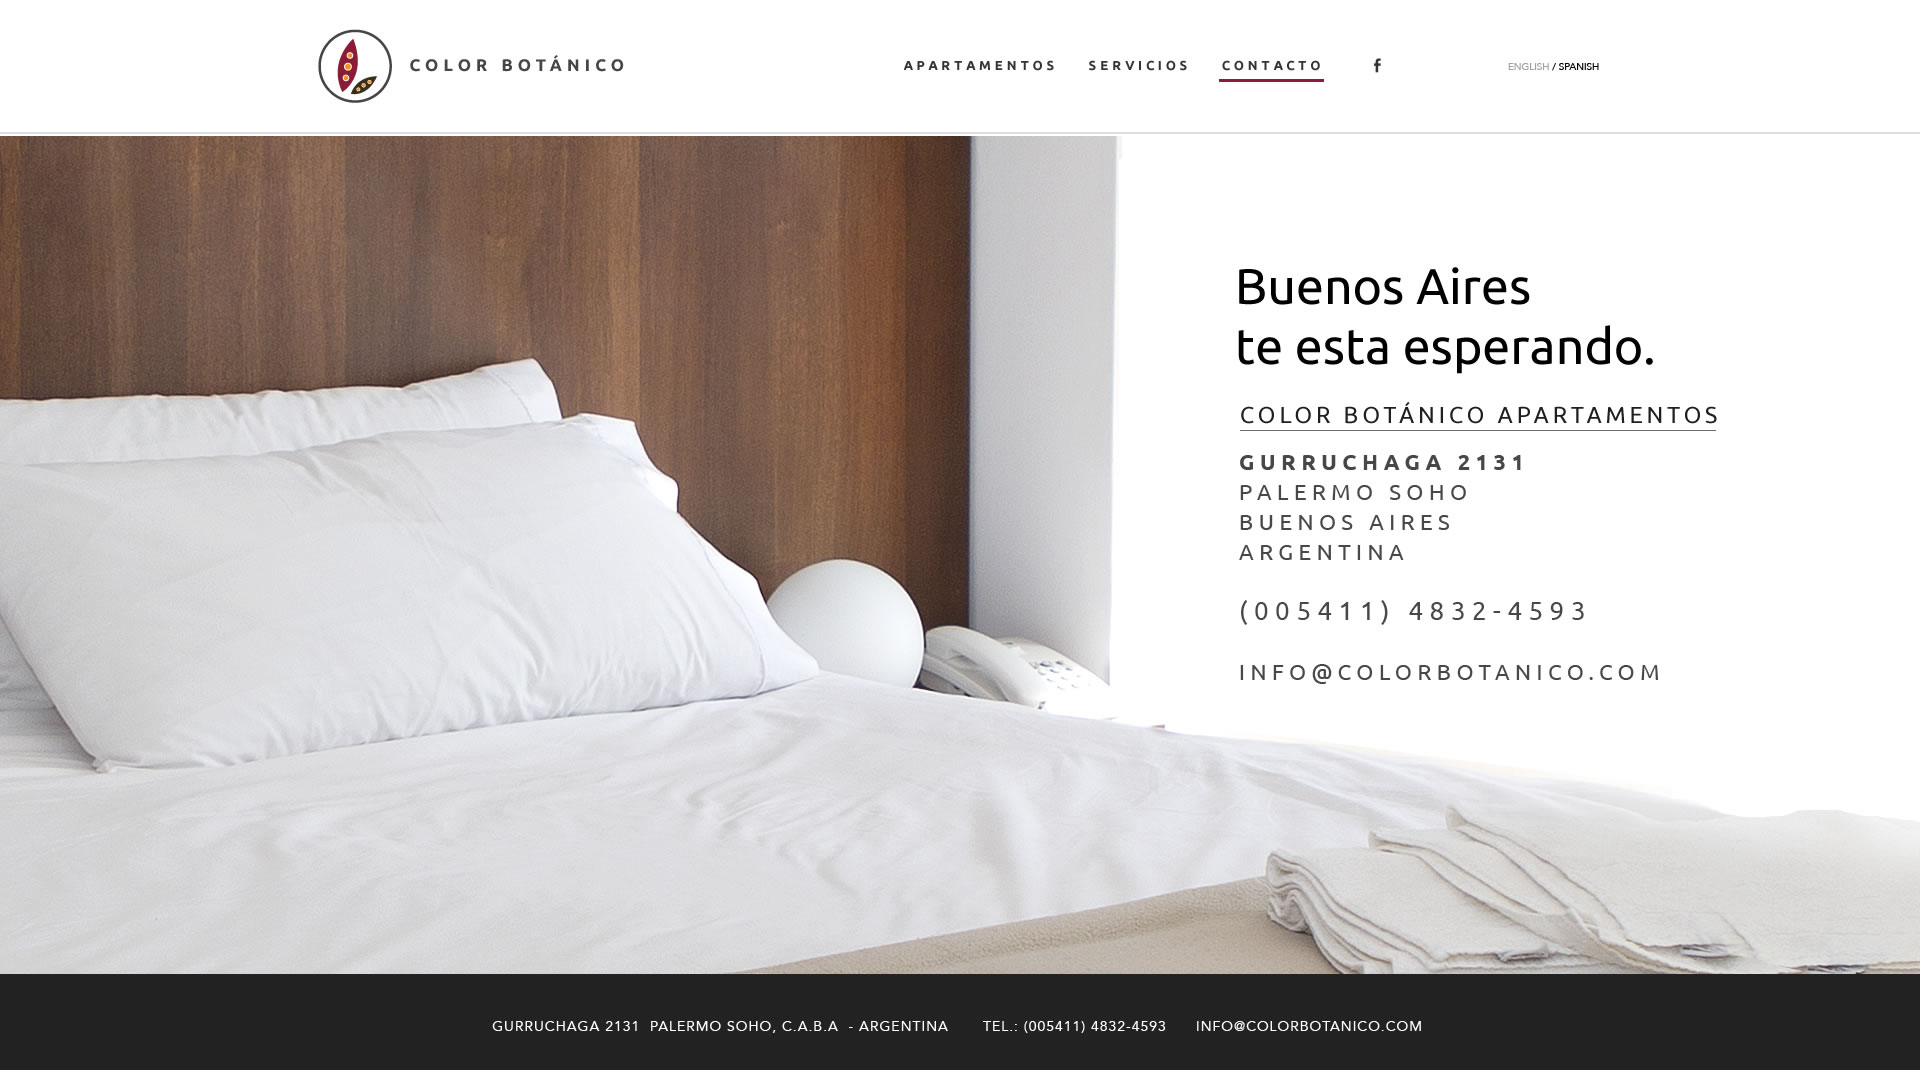 COLOR BOTÁNICO
APARTAMENTOS SERVICIOS CONTACTO f ENGLISH / SPANISH
Buenos Aires
te esta esperando.
COLOR BOTÁNICO APARTAMENTOS
GURRUCHAGA 2131
PALERMO SOHO
BUENOS AIRES
ARGENTINA
(005411) 4832-4593
INFO@COLORBOTANICO.COM
GURRUCHAGA 2131 PALERMO SOHO, C.A.B.A - ARGENTINA TEL.: (005411) 4832-4593 INFO@COLORBOTANICO.COM